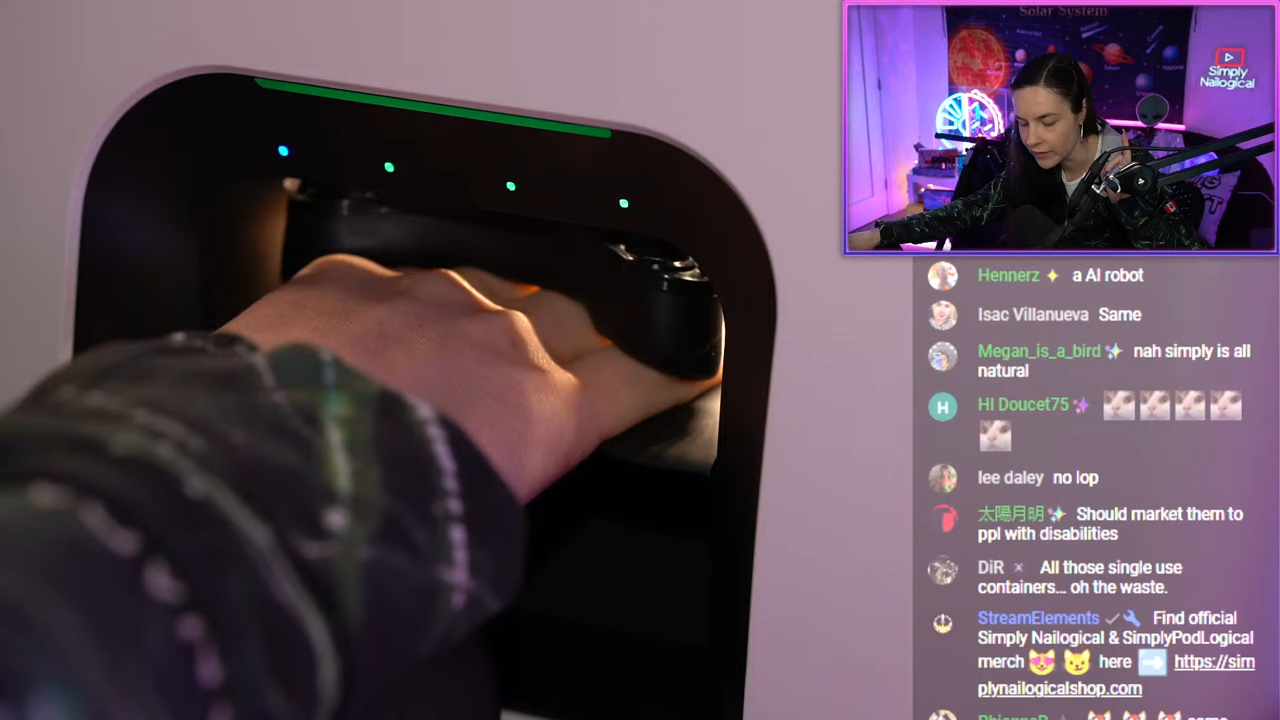 Solar System
Simply
Nailogical
Hennerz a AI robot
Isac Villanueva Same
Megan_is_a_bird nah simply is all
natural
HI Doucet75
lee daley no lop
太陽月明 Should market them to
ppl with disabilities
DiR × All those single use
containers... oh the waste.
StreamElements Find official
Simply Nailogical & SimplyPodLogical
merch here https://sim
plynailogicalshop.com